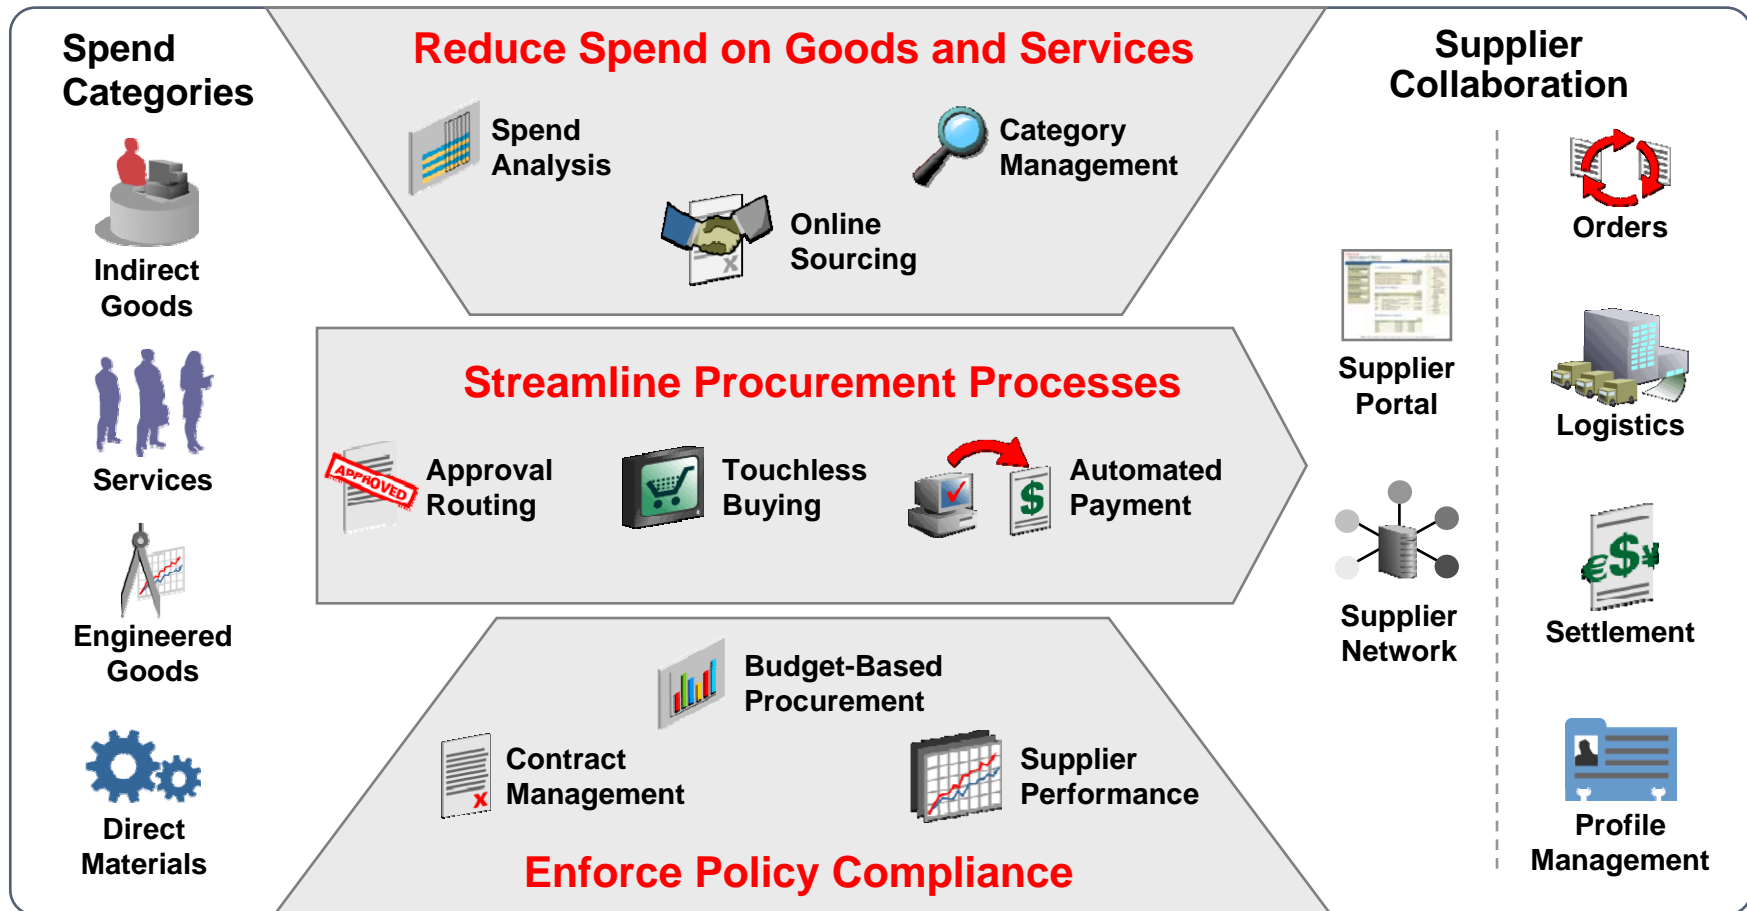 Spend
Categories
Indirect
Goods
Services
Engineered
Goods
Direct
Materials
Reduce Spend on Goods and Services
Spend
Analysis
Category
Management
Online
Sourcing
Streamline Procurement Processes
APPROVED
Approval
Routing
Touchless
Buying
$
Automated
Payment
Budget-Based
Procurement
Contract
Management
Supplier
Performance
Enforce Policy Compliance
Supplier
Collaboration
Supplier
Portal
Supplier
Network
Orders
Logistics
€$¥
Settlement
Profile
Management